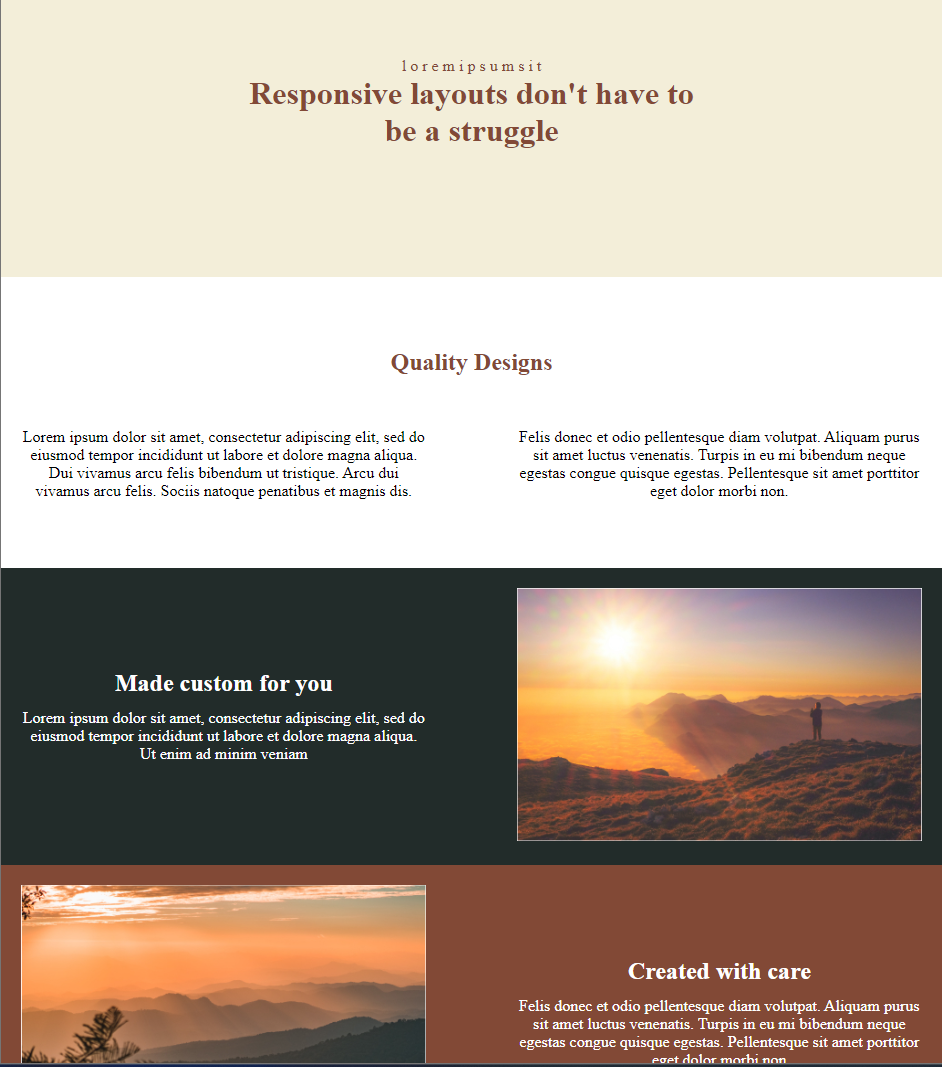 loremipsumsit
Responsive layouts don't have to
be a struggle
Quality Designs
Lorem ipsum dolor sit amet, consectetur adipiscing elit, sed do
eiusmod tempor incididunt ut labore et dolore magna aliqua.
Dui vivamus arcu felis bibendum ut tristique. Arcu dui
vivamus arcu felis. Sociis natoque penatibus et magnis dis.
Felis donec et odio pellentesque diam volutpat. Aliquam purus
sit amet luctus venenatis. Turpis in eu mi bibendum neque
egestas congue quisque egestas. Pellentesque sit amet porttitor
eget dolor morbi non.
Made custom for you
Lorem ipsum dolor sit amet, consectetur adipiscing elit, sed do
eiusmod tempor incididunt ut labore et dolore magna aliqua.
Ut enim ad minim veniam
Created with care
Felis donec et odio pellentesque diam volutpat. Aliquam purus
sit amet luctus venenatis. Turpis in eu mi bibendum neque
egestas congue quisque egestas. Pellentesque sit amet porttitor
eget dolor morbi non.